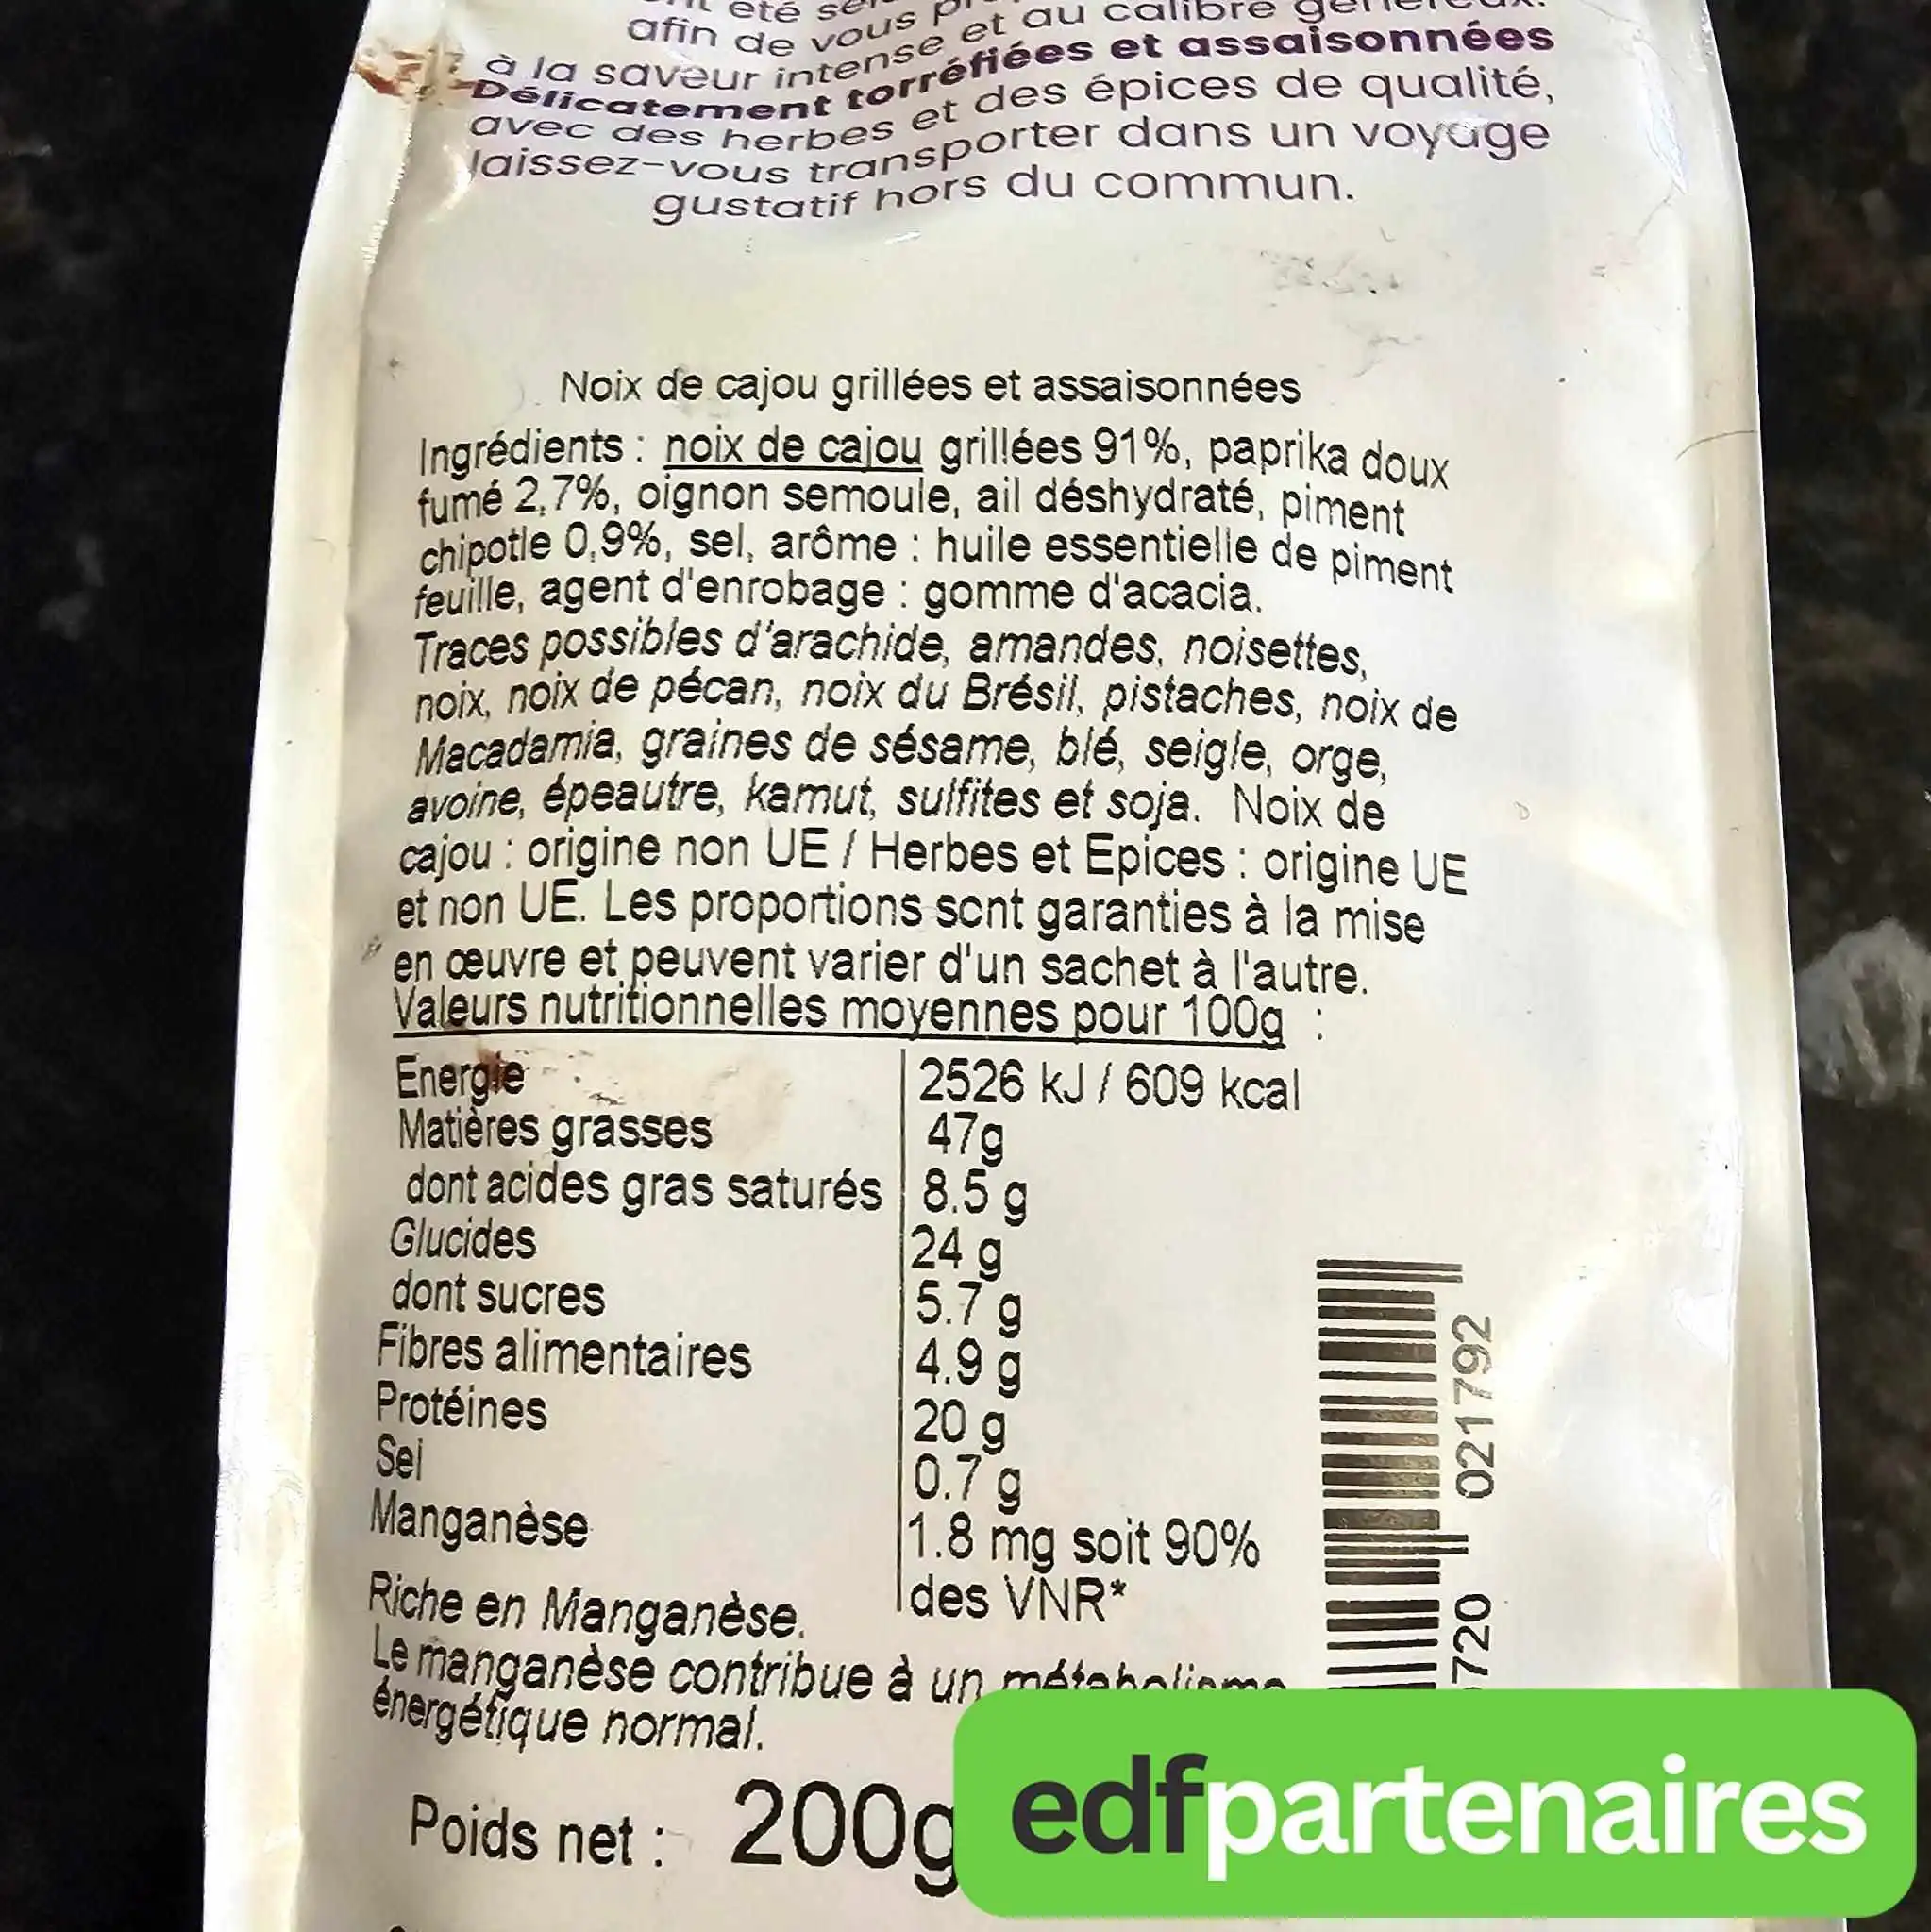 afin de vous
à la saveur intense et au calibre
Délicatement torréfiées et assaisonnées
avec des herbes et des épices de qualité,
laissez-vous transporter dans un voyage
gustatif hors du commun.
Noix de cajou grillées et assaisonnées
Ingrédients : noix de cajou grillées 91%, paprika doux
fumé 2,7%, oignon semoule, ail déshydraté, piment
chipotle 0,9%, sel, arôme : huile essentielle de piment
feuille, agent d'enrobage : gomme d'acacia.
Traces possibles d'arachide, amandes, noisettes,
noix, noix de pécan, noix du Brésil, pistaches, noix de
Macadamia, graines de sésame, blé, seigle, orge,
avoine, épeautre, kamut, sulfites et soja. Noix de
cajou : origine non UE / Herbes et Epices : origine UE
et non UE. Les proportions sont garanties à la mise
en œuvre et peuvent varier d'un sachet à l'autre.
Valeurs nutritionnelles moyennes pour 100g :
Energie 2526 kJ / 609 kcal
Matières grasses 47g
dont acides gras saturés 8.5 g
Glucides 24 g
dont sucres 5.7 g
Fibres alimentaires 4.9 g
Protéines 20 g
Sel 0.7 g
Manganèse 1.8 mg soit 90%
des VNR*
Riche en Manganèse.
Le manganèse contribue à un métabolisme
énergétique normal.
Poids net : 200g
720 021792
edfpartenaires